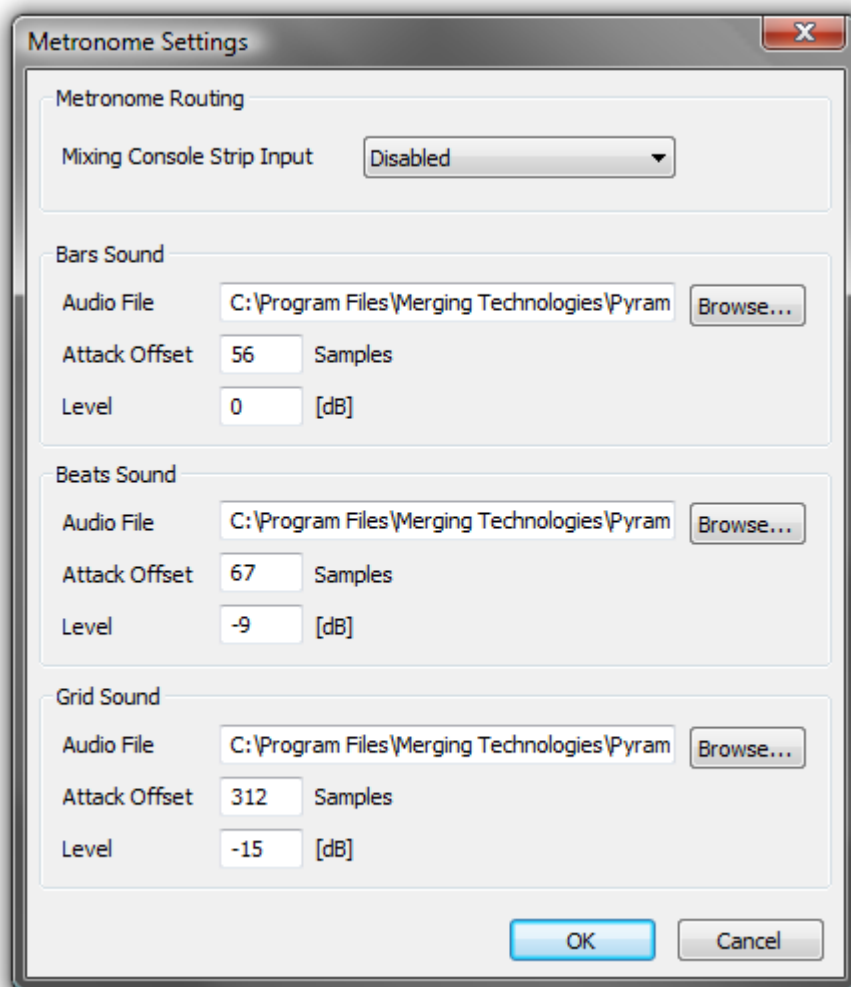 Metronome Settings
Metronome Routing
Mixing Console Strip Input Disabled
Bars Sound
Audio File C:\Program Files\Merging Technologies\Pyram Browse...
Attack Offset 56 Samples
Level 0 [dB]
Beats Sound
Audio File C:\Program Files\Merging Technologies\Pyram Browse...
Attack Offset 67 Samples
Level -9 [dB]
Grid Sound
Audio File C:\Program Files\Merging Technologies\Pyram Browse...
Attack Offset 312 Samples
Level -15 [dB]
OK Cancel